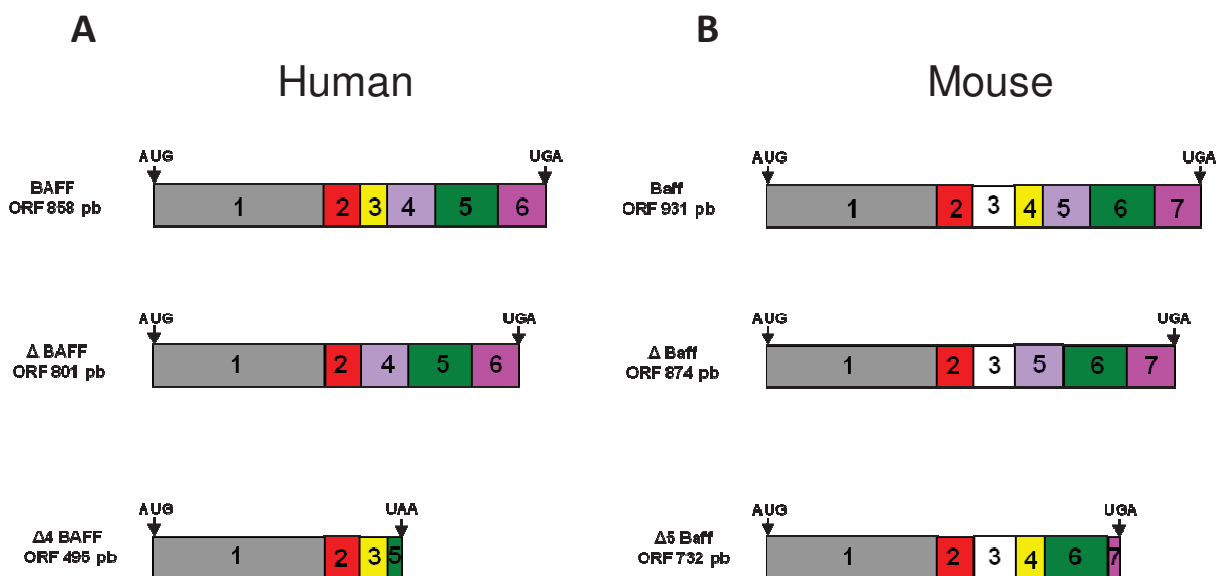 A
Human
AUG
UGA
BAFF
ORF 858 pb
1 2 3 4 5 6
AUG
UGA
Δ BAFF
ORF 801 pb
1 2 4 5 6
AUG
UAA
Δ4 BAFF
ORF 495 pb
1 2 3 5
B
Mouse
AUG
UGA
Baff
ORF 931 pb
1 2 3 4 5 6 7
AUG
UGA
Δ Baff
ORF 874 pb
1 2 3 5 6 7
AUG
UGA
Δ5 Baff
ORF 732 pb
1 2 3 4 6 7